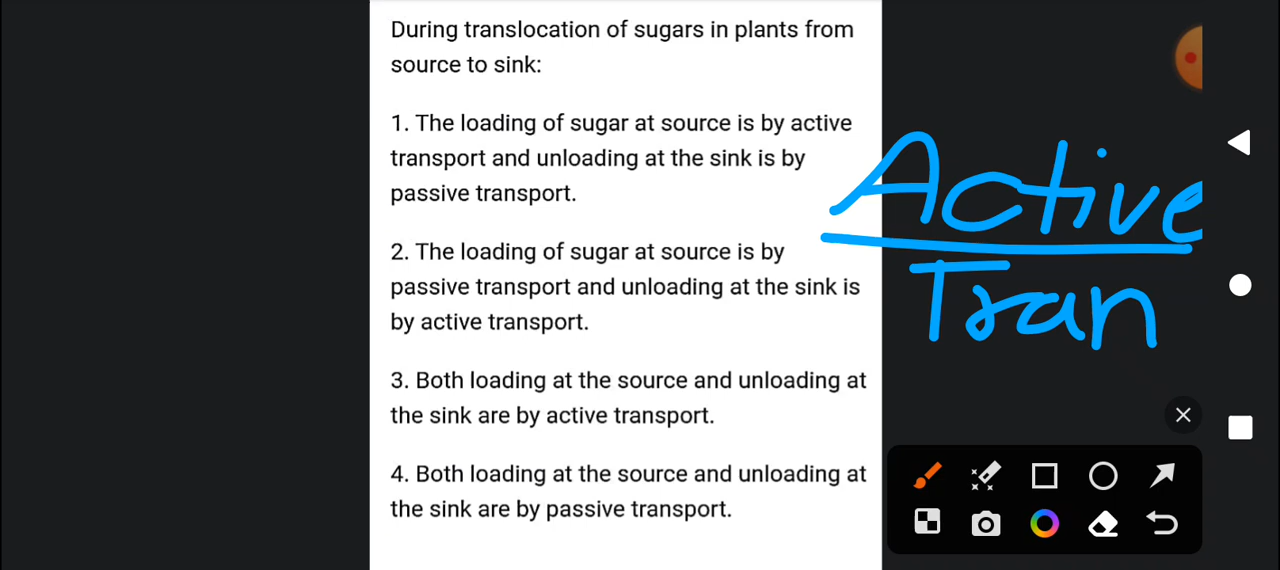 During translocation of sugars in plants from
source to sink:
1. The loading of sugar at source is by active
transport and unloading at the sink is by
passive transport.
2. The loading of sugar at source is by
passive transport and unloading at the sink is
by active transport.
3. Both loading at the source and unloading at
the sink are by active transport.
4. Both loading at the source and unloading at
the sink are by passive transport.
Active
Tran